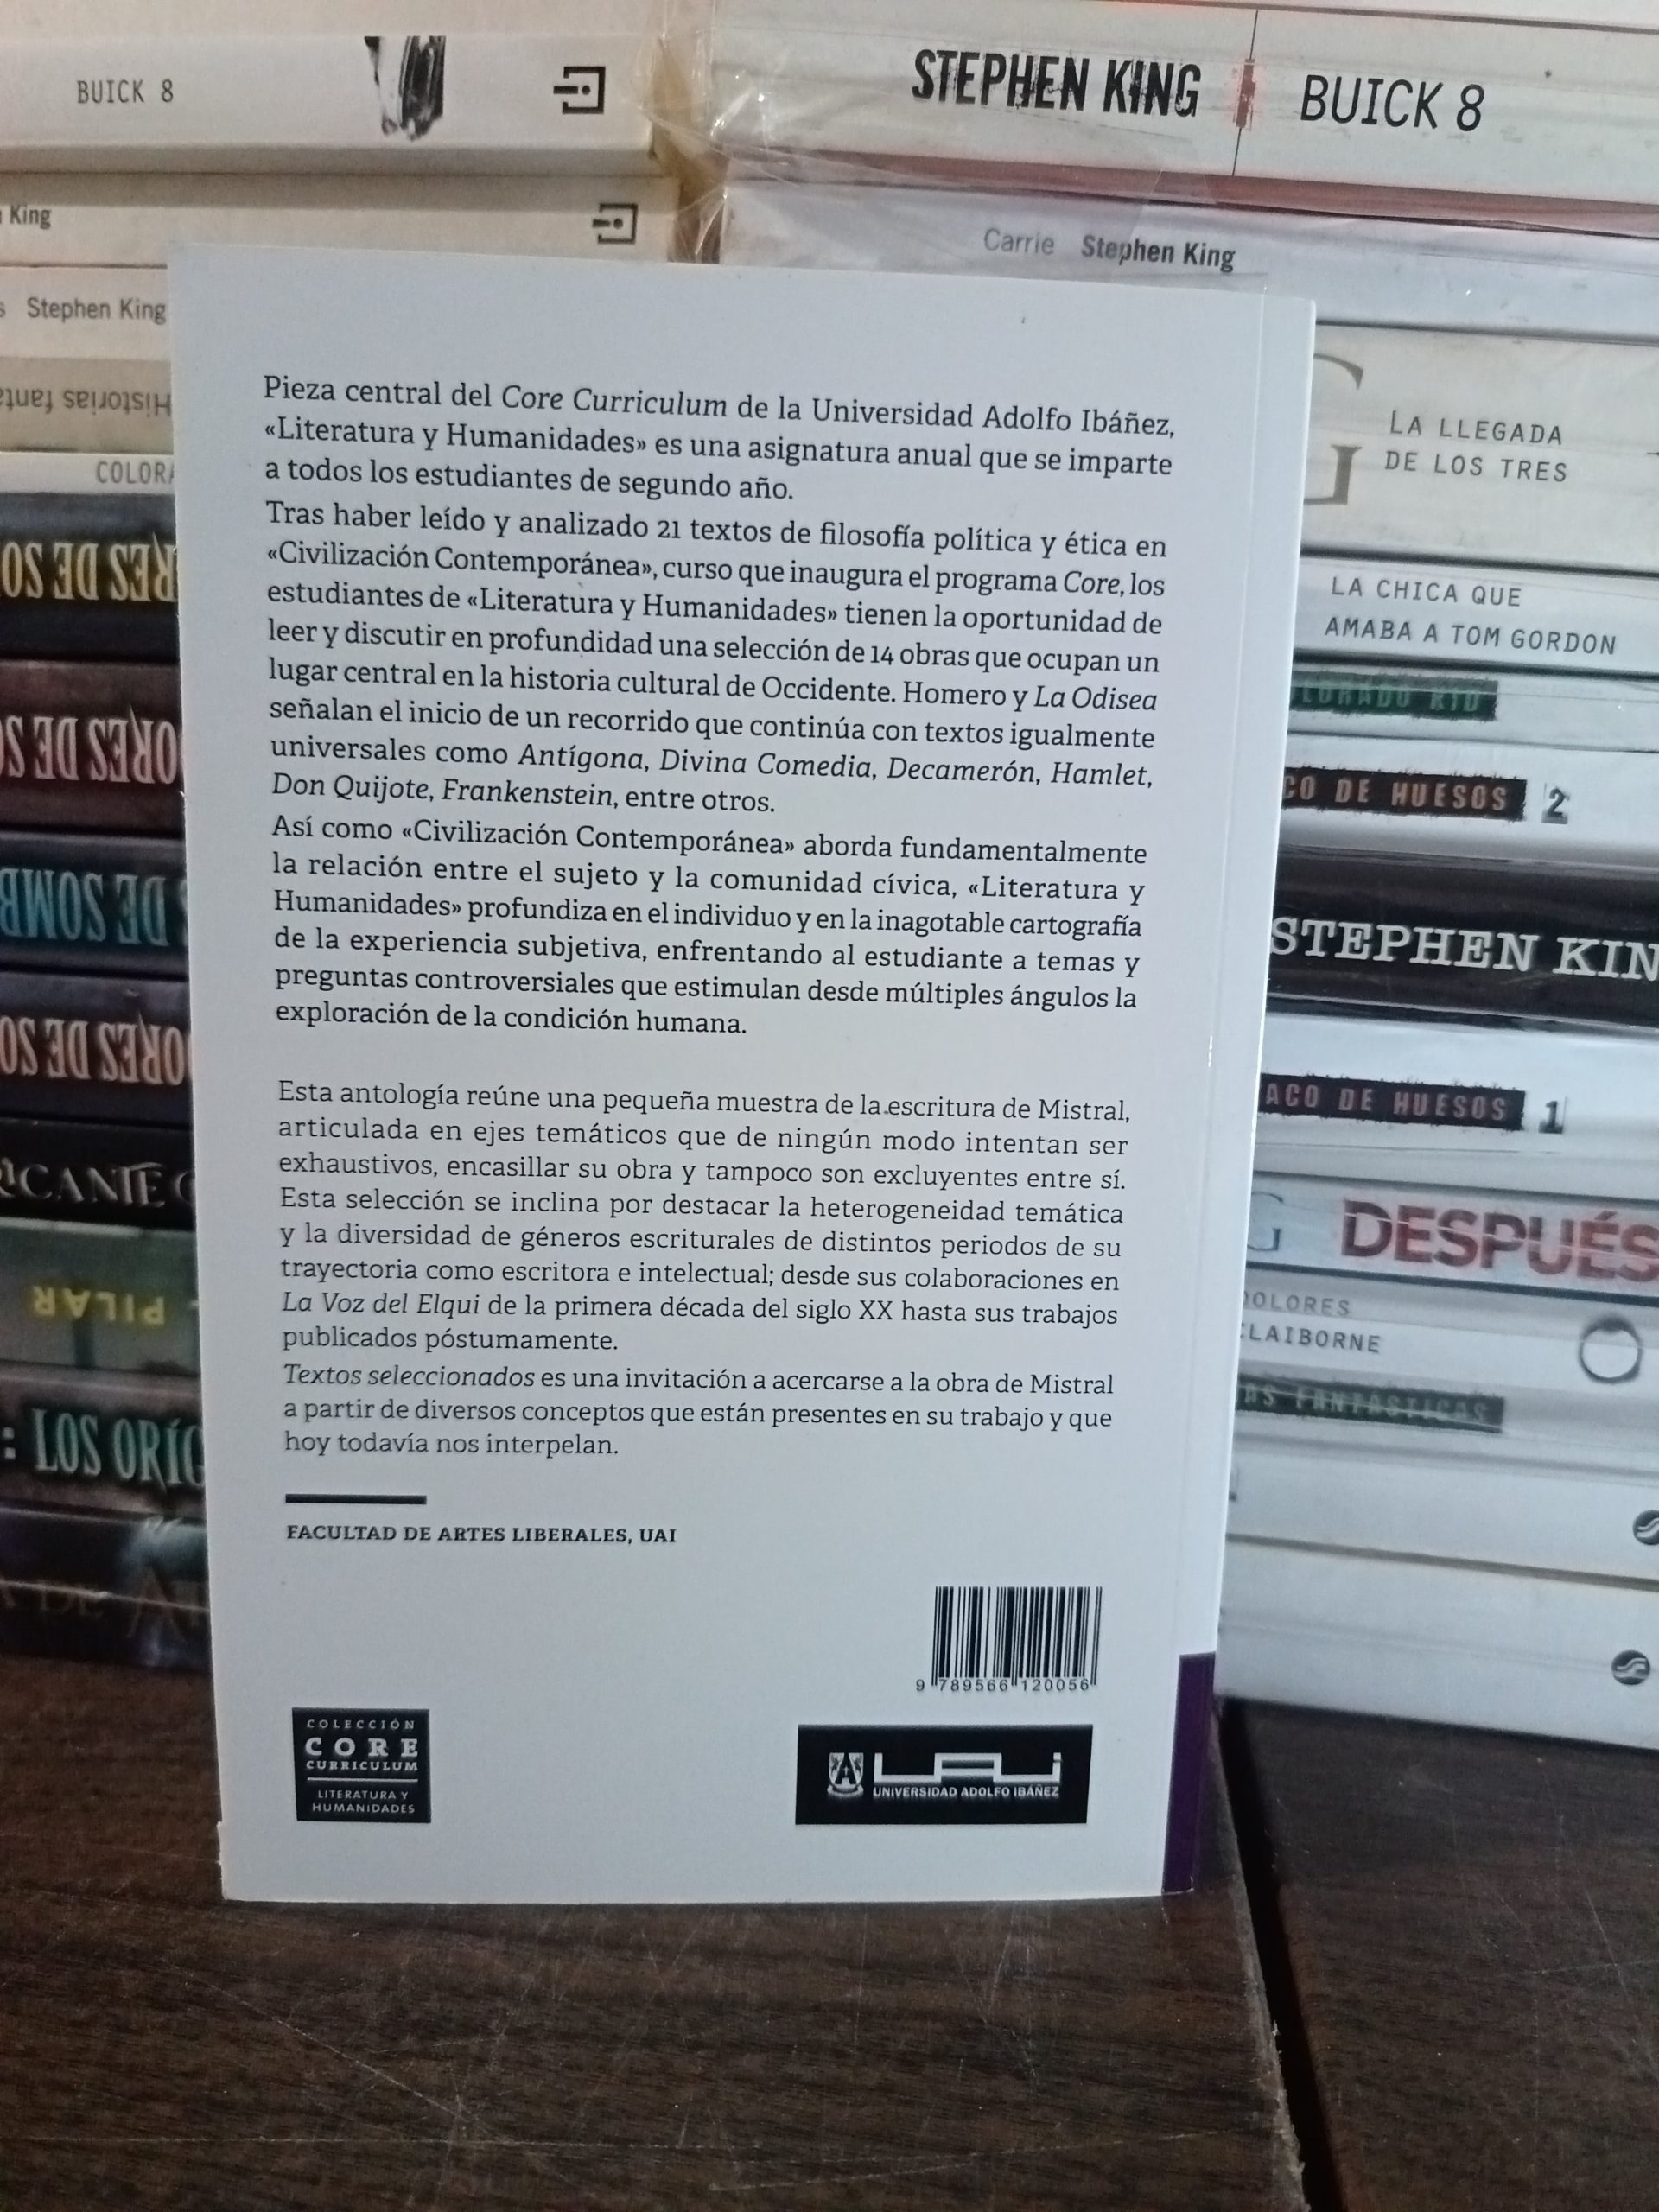 BUICK 8
STEPHEN KING BUICK 8
King
Carrie Stephen King
Stephen King
LA LLEGADA
DE LOS TRES
LA CHICA QUE
AMABA A TOM GORDON
DE HUESOS 2
STEPHEN KIN
DE HUESOS 1
DESPUÉS
DOLORES
CLAIBORNE
PILAR
: LOS ORÍG
Pieza central del Core Curriculum de la Universidad Adolfo Ibáñez,
«Literatura y Humanidades» es una asignatura anual que se imparte
a todos los estudiantes de segundo año.
Tras haber leído y analizado 21 textos de filosofía política y ética en
«Civilización Contemporánea», curso que inaugura el programa Core, los
estudiantes de «Literatura y Humanidades» tienen la oportunidad de
leer y discutir en profundidad una selección de 14 obras que ocupan un
lugar central en la historia cultural de Occidente. Homero y La Odisea
señalan el inicio de un recorrido que continúa con textos igualmente
universales como Antígona, Divina Comedia, Decamerón, Hamlet,
Don Quijote, Frankenstein, entre otros.
Así como «Civilización Contemporánea» aborda fundamentalmente
la relación entre el sujeto y la comunidad cívica, «Literatura y
Humanidades» profundiza en el individuo y en la inagotable cartografía
de la experiencia subjetiva, enfrentando al estudiante a temas y
preguntas controversiales que estimulan desde múltiples ángulos la
exploración de la condición humana.
Esta antología reúne una pequeña muestra de la escritura de Mistral,
articulada en ejes temáticos que de ningún modo intentan ser
exhaustivos, encasillar su obra y tampoco son excluyentes entre sí.
Esta selección se inclina por destacar la heterogeneidad temática
y la diversidad de géneros escriturales de distintos periodos de su
trayectoria como escritora e intelectual; desde sus colaboraciones en
La Voz del Elqui de la primera década del siglo XX hasta sus trabajos
publicados póstumamente.
Textos seleccionados es una invitación a acercarse a la obra de Mistral
a partir de diversos conceptos que están presentes en su trabajo y que
hoy todavía nos interpelan.
FACULTAD DE ARTES LIBERALES, UAI
9 789566 120056
COLECCIÓN
CORE
CURRICULUM
LITERATURA Y
HUMANIDADES
UAI
UNIVERSIDAD ADOLFO IBÁÑEZ